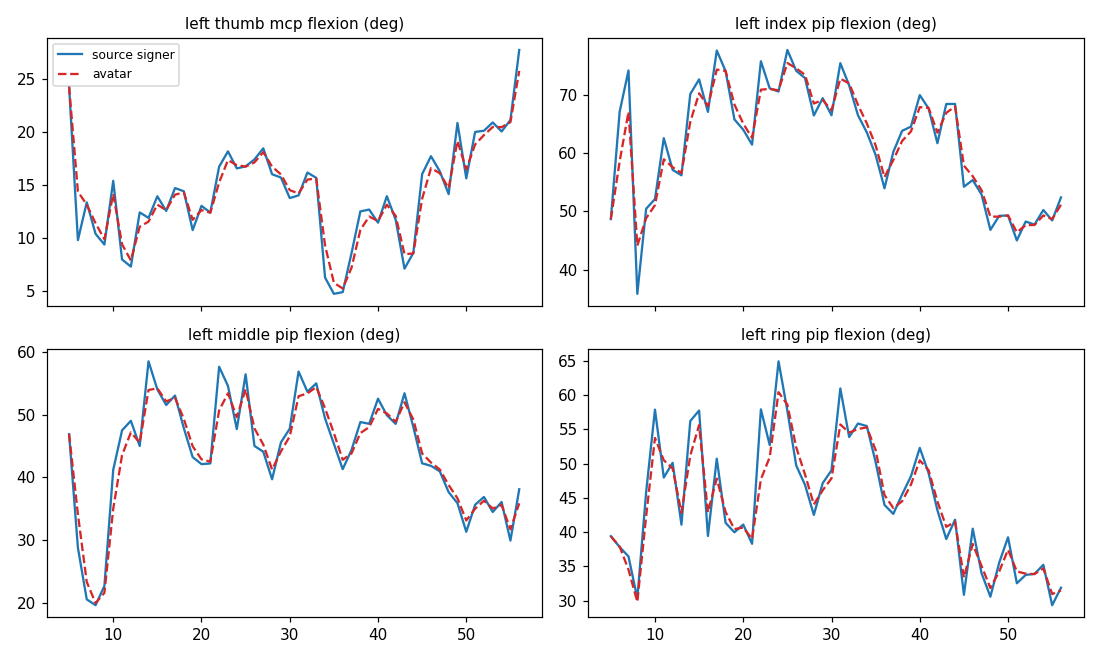 left thumb mcp flexion (deg)
source signer
avatar
25
20
15
10
5
left index pip flexion (deg)
70
60
50
40
left middle pip flexion (deg)
60
50
40
30
20
10 20 30 40 50
left ring pip flexion (deg)
65
60
55
50
45
40
35
30
10 20 30 40 50